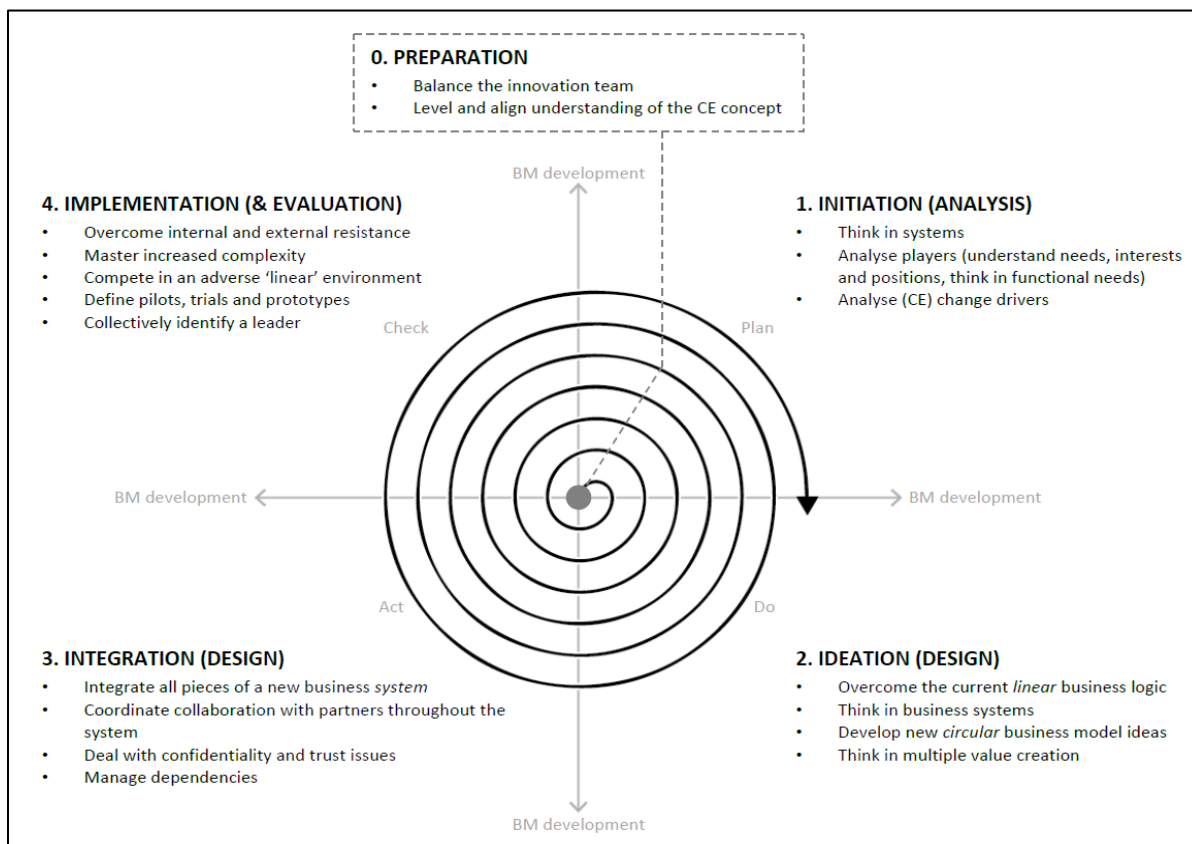 0. PREPARATION
• Balance the innovation team
• Level and align understanding of the CE concept
BM development
4. IMPLEMENTATION (& EVALUATION)
• Overcome internal and external resistance
• Master increased complexity
• Compete in an adverse ‘linear’ environment
• Define pilots, trials and prototypes
• Collectively identify a leader
1. INITIATION (ANALYSIS)
• Think in systems
• Analyse players (understand needs, interests
and positions, think in functional needs)
• Analyse (CE) change drivers
Check
Plan
BM development
BM development
Act
Do
3. INTEGRATION (DESIGN)
• Integrate all pieces of a new business system
• Coordinate collaboration with partners throughout the
system
• Deal with confidentiality and trust issues
• Manage dependencies
2. IDEATION (DESIGN)
• Overcome the current linear business logic
• Think in business systems
• Develop new circular business model ideas
• Think in multiple value creation
BM development